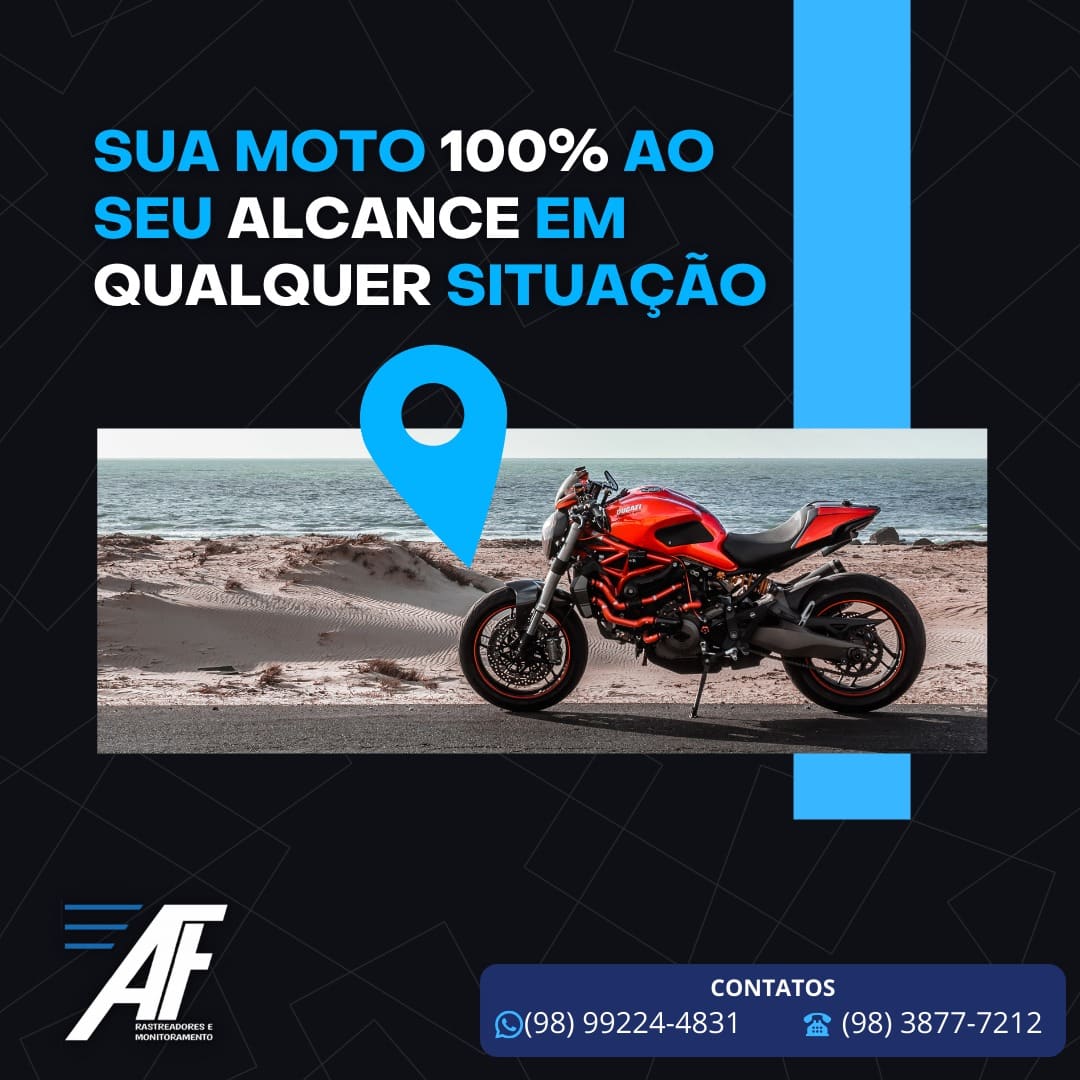 SUA MOTO 100% AO
SEU ALCANCE EM
QUALQUER SITUAÇÃO
DUCATI
AF
RASTREADORES E
MONITORAMENTO
CONTATOS
(98) 99224-4831
(98) 3877-7212